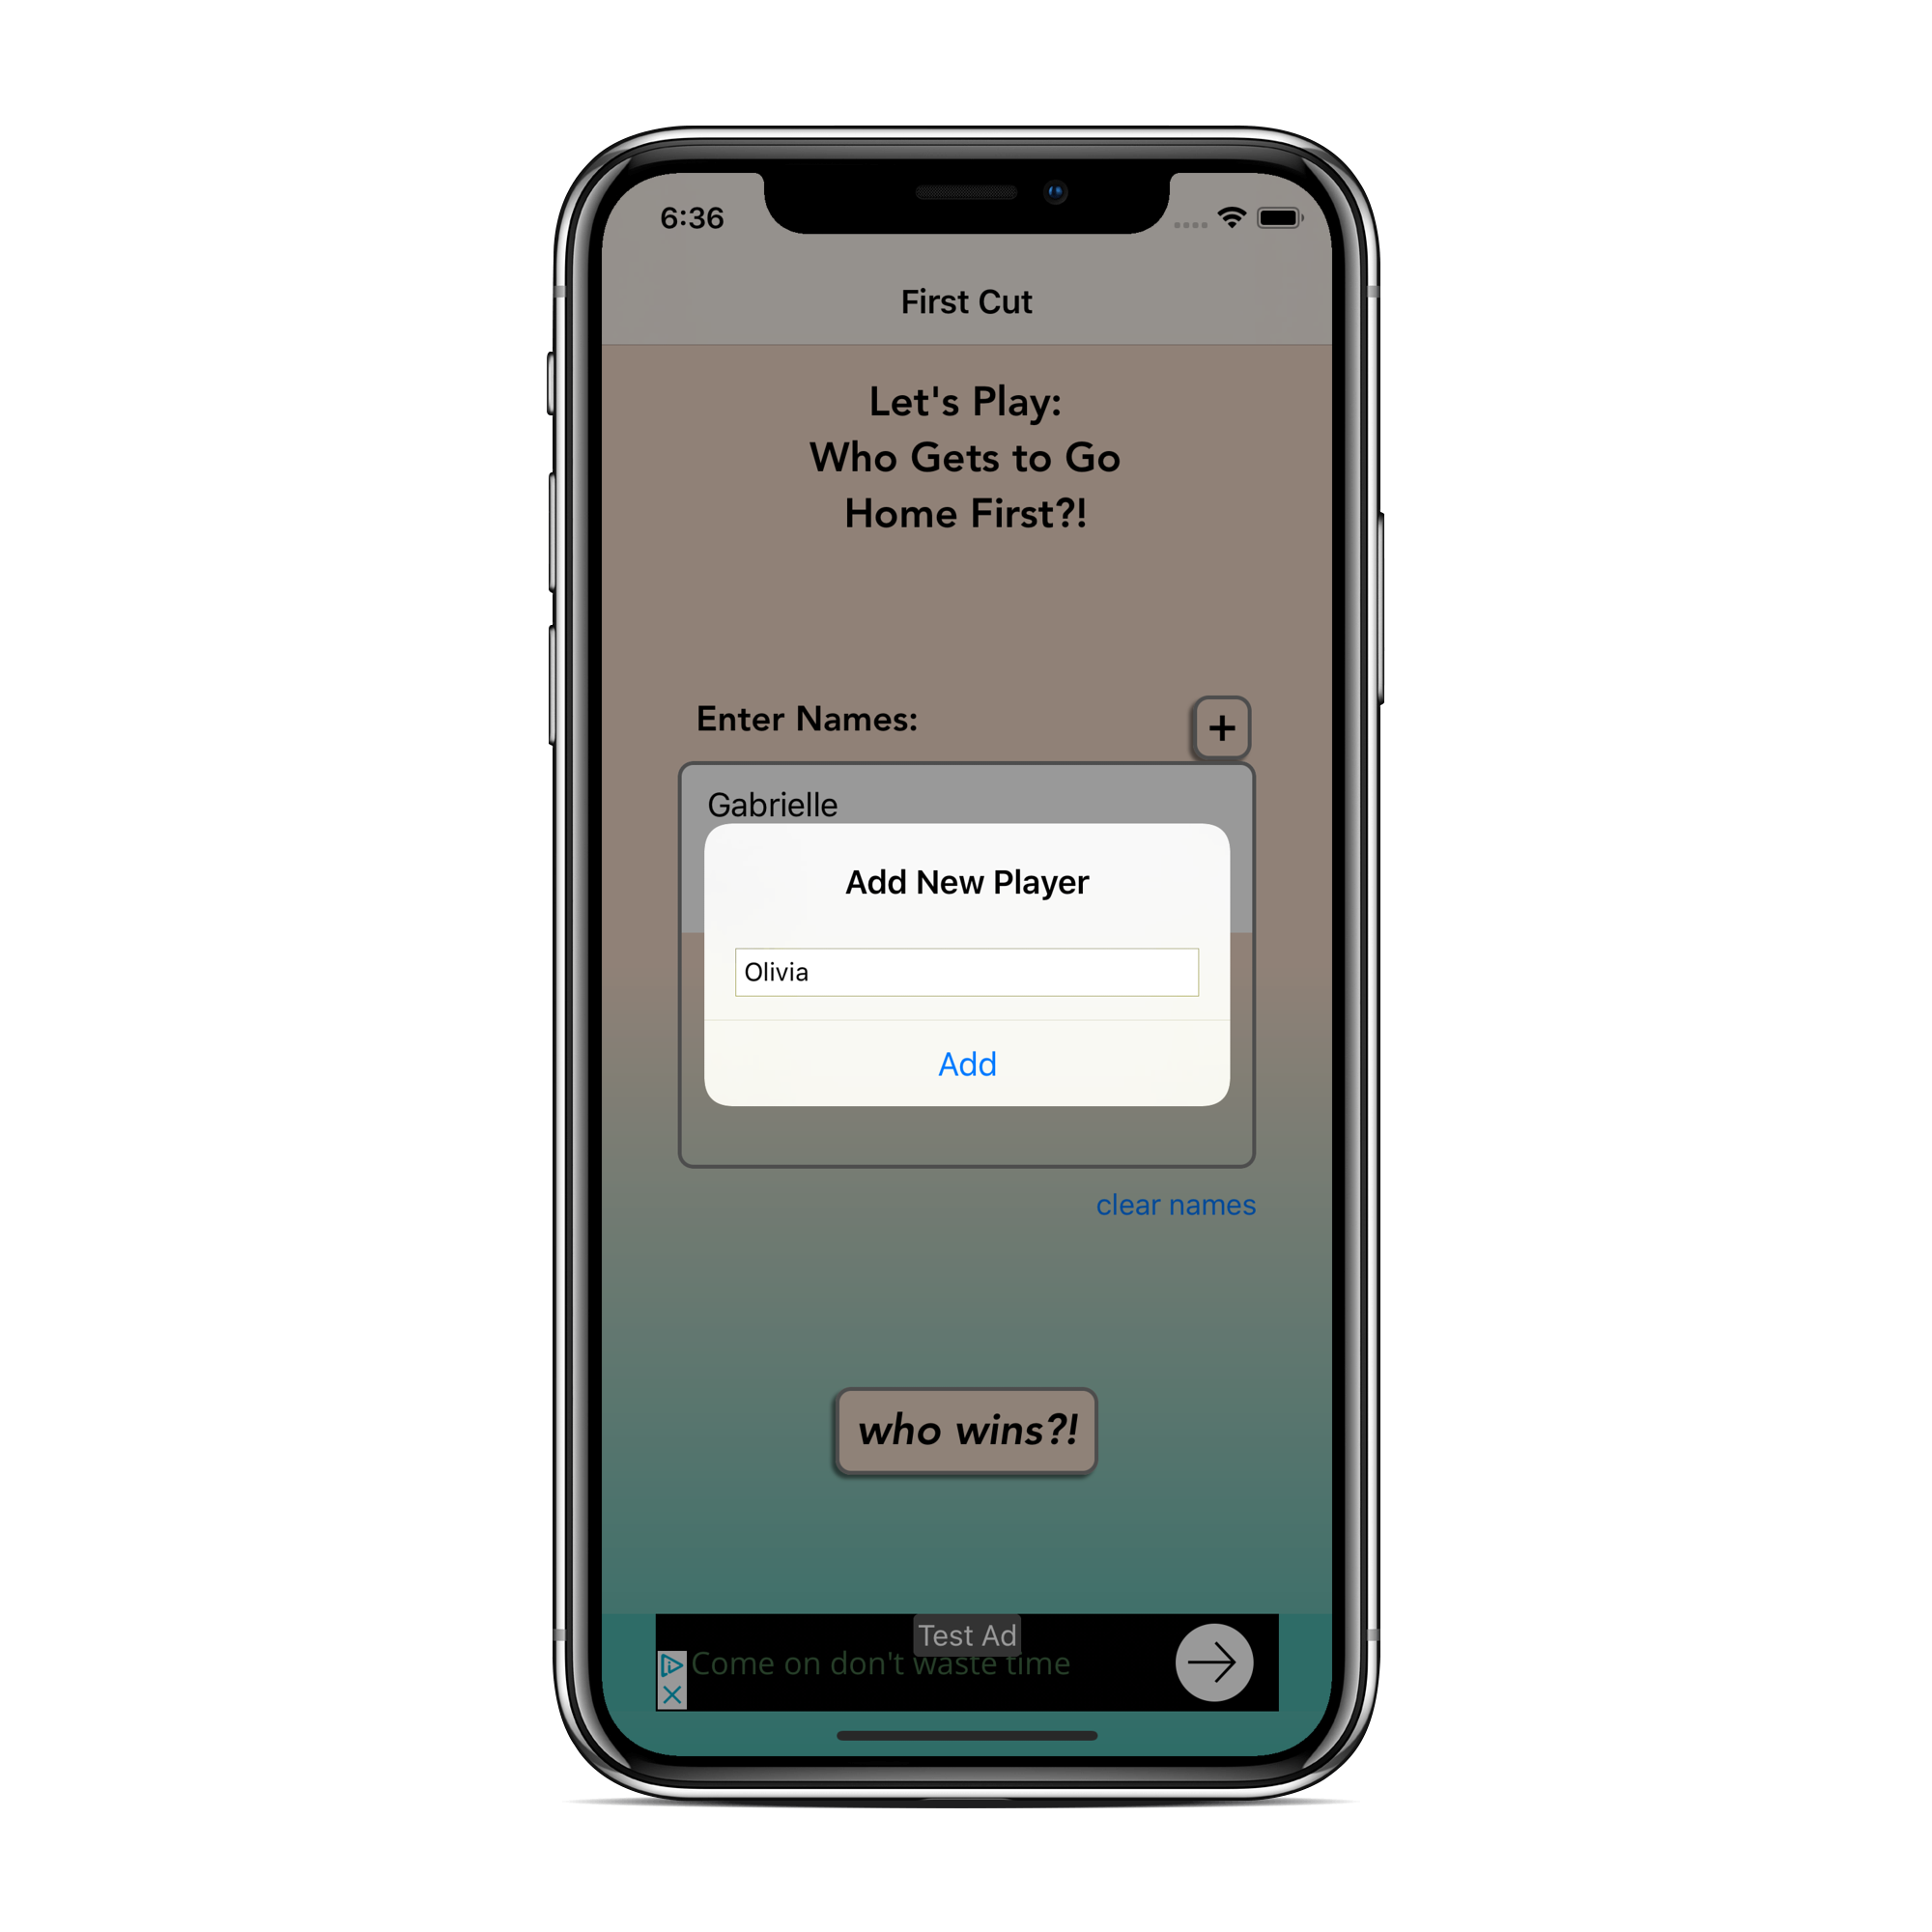 6:36
First Cut
Let's Play:
Who Gets to Go
Home First?!
Enter Names:
+
Gabrielle
Add New Player
Olivia
Add
clear names
who wins?!
Test Ad
Come on don't waste time